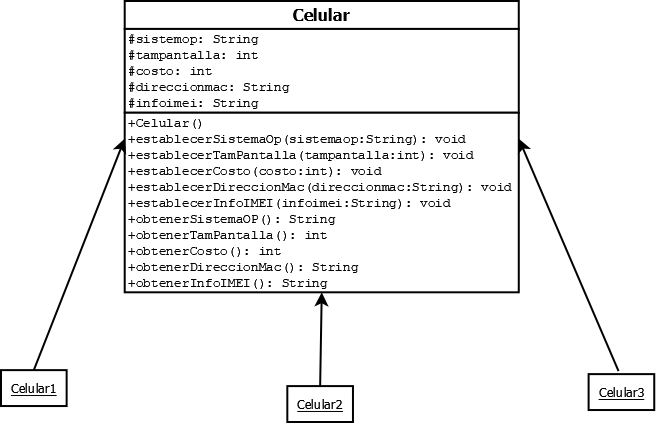 Celular
#sistemop: String
#tampantalla: int
#costo: int
#direccionmac: String
#infoimei: String
+Celular()
+establecerSistemaOp(sistemaop:String): void
+establecerTamPantalla(tampantalla:int): void
+establecerCosto(costo:int): void
+establecerDireccionMac(direccionmac:String): void
+establecerInfoIMEI(infoimei:String): void
+obtenerSistemaOP(): String
+obtenerTamPantalla(): int
+obtenerCosto(): int
+obtenerDireccionMac(): String
+obtenerInfoIMEI(): String
Celular1
Celular2
Celular3